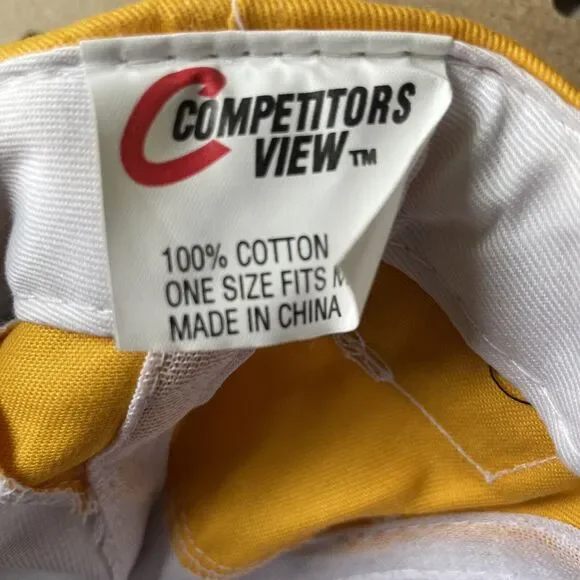 C COMPETITORS
VIEW™
100% COTTON
ONE SIZE FITS
MADE IN CHINA